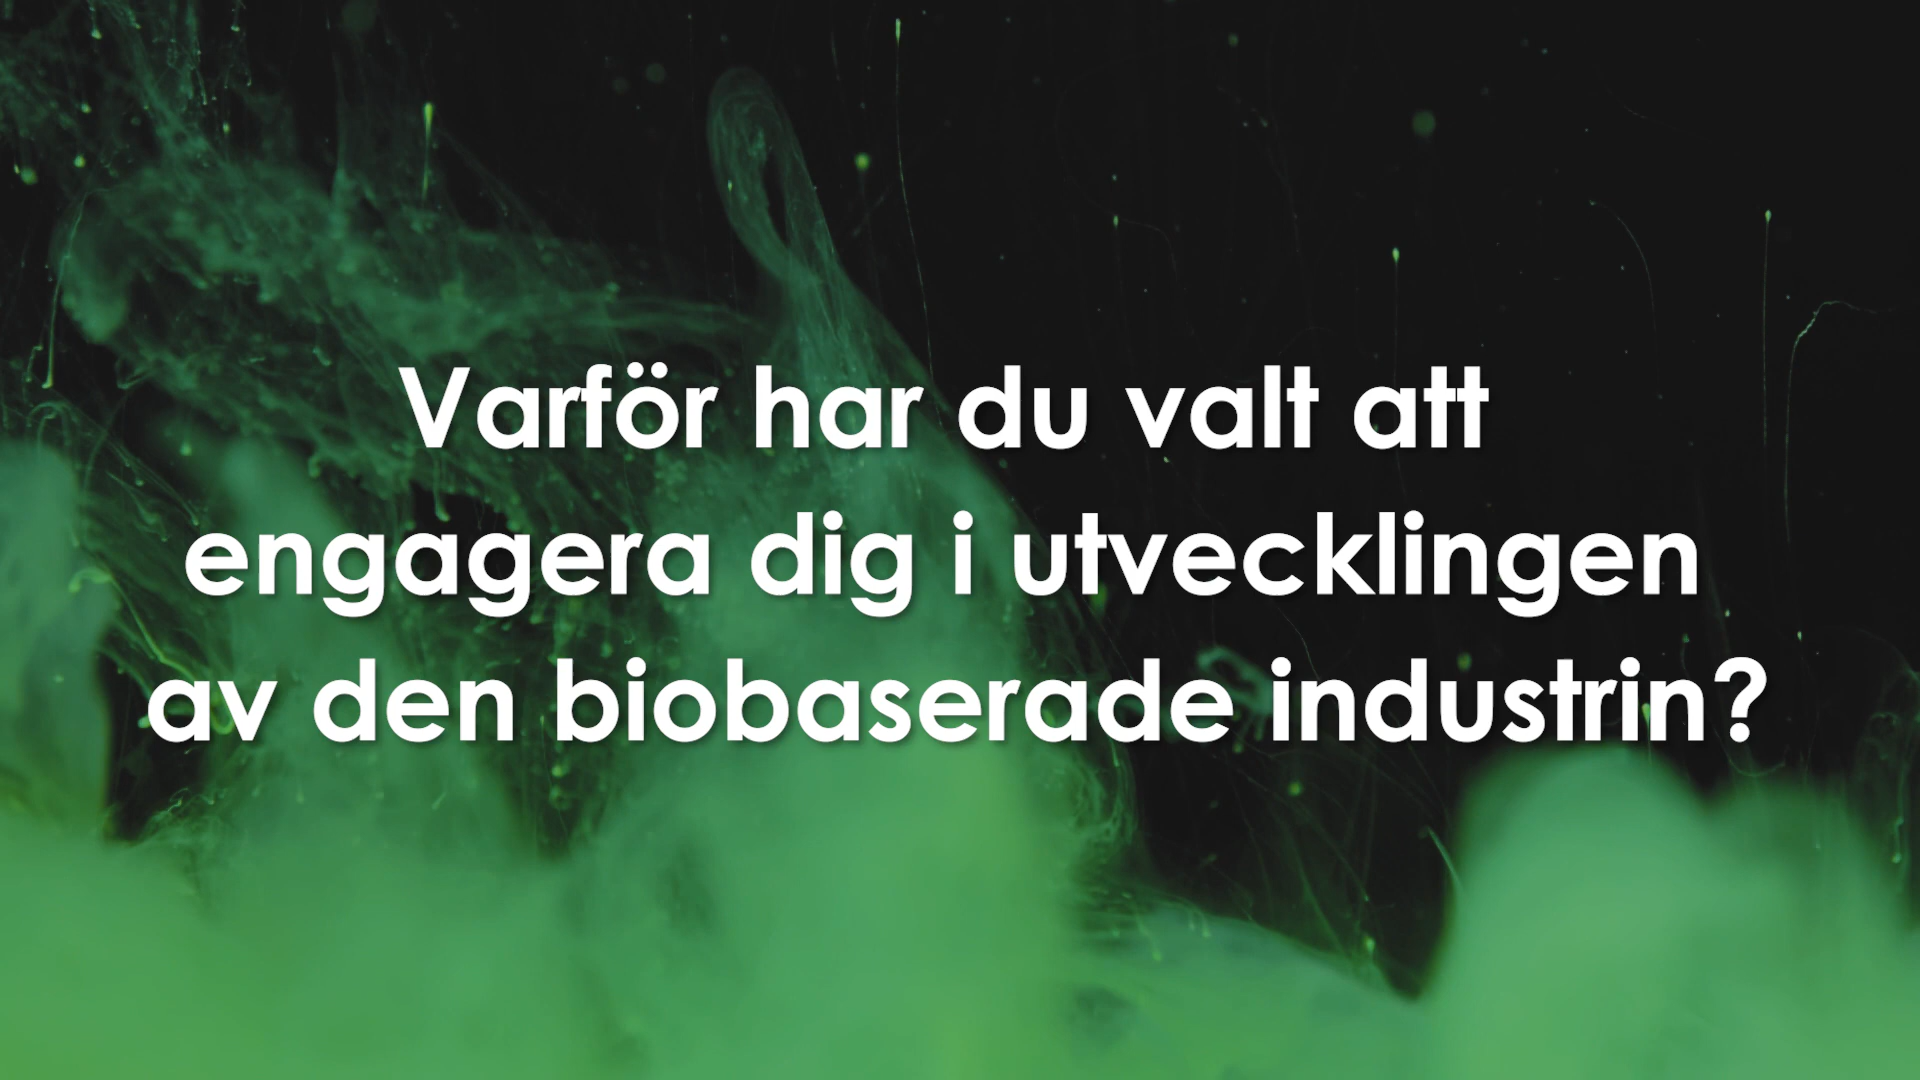 Varför har du valt att
engagera dig i utvecklingen
av den biobaserade industrin?